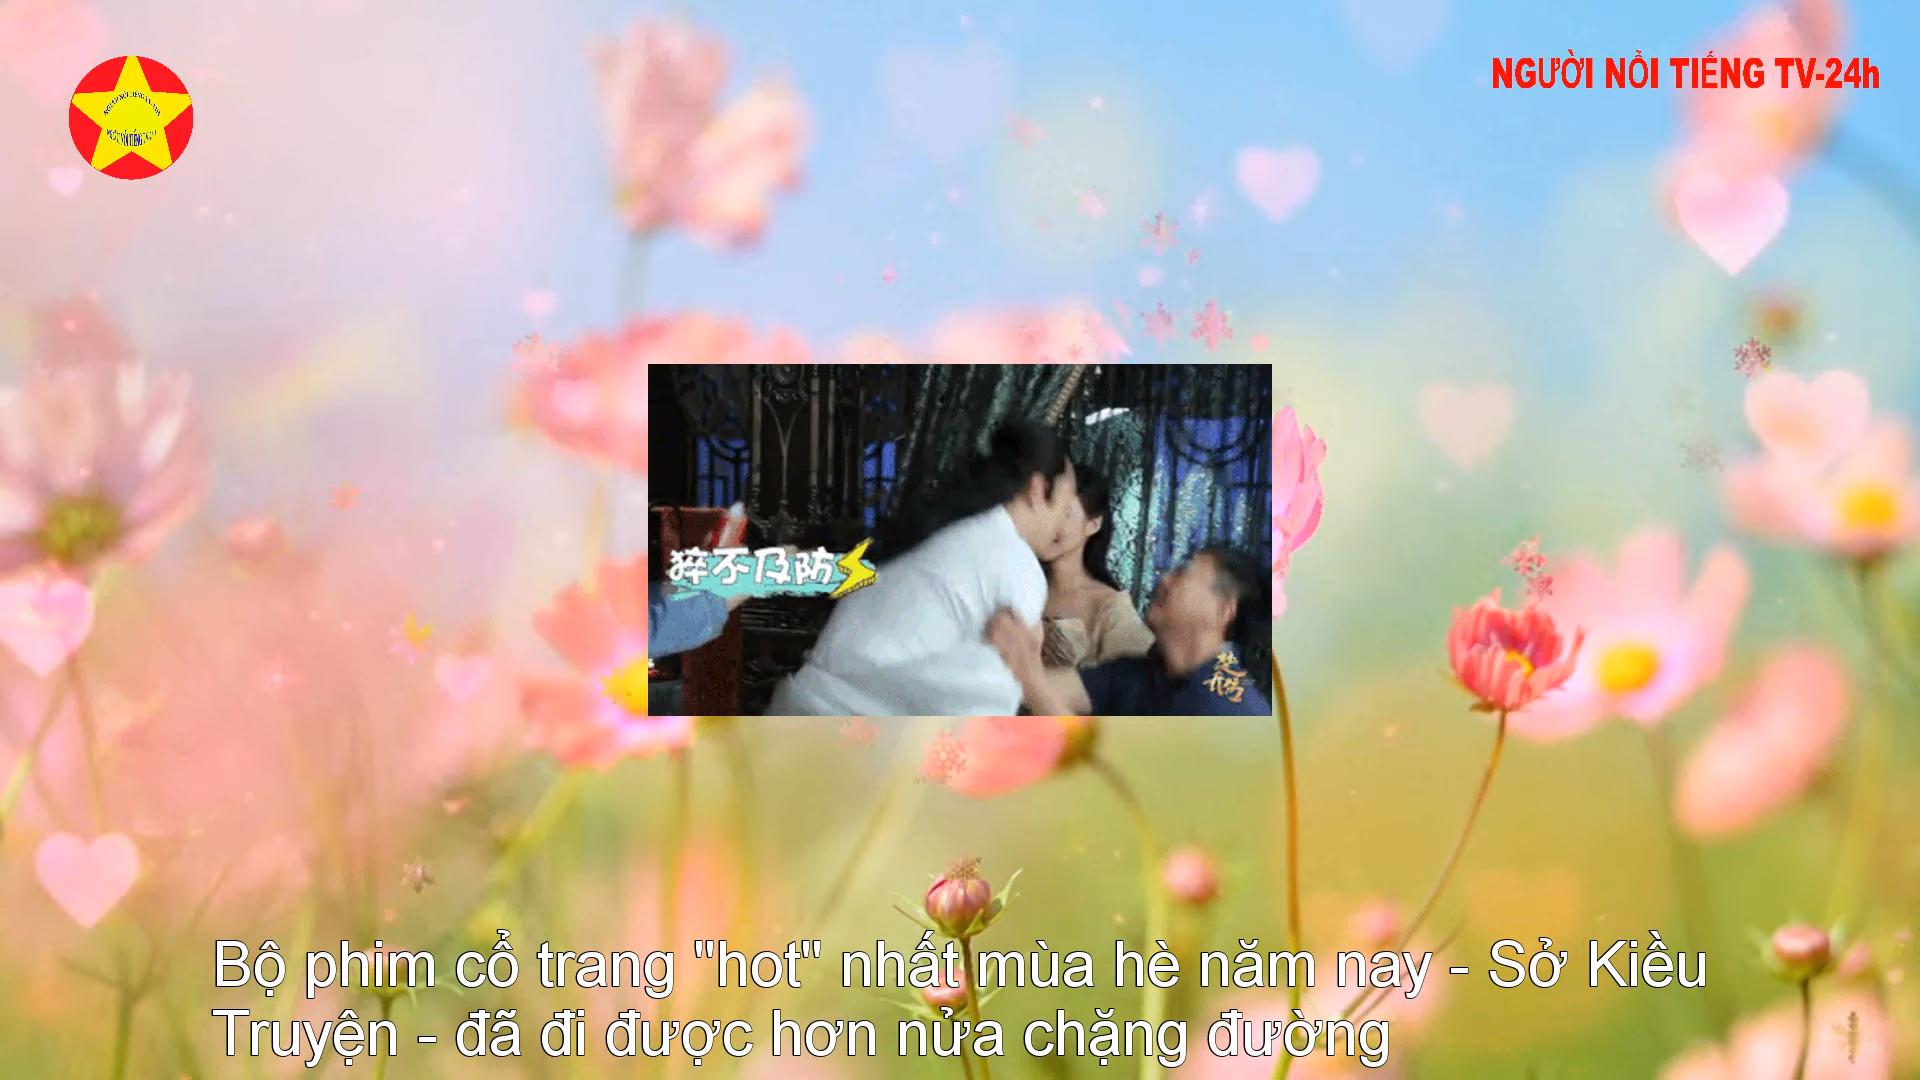 NGƯỜI NỔI TIẾNG TV-24h
猝不及防
Bộ phim cổ trang "hot" nhất mùa hè năm nay - Sở Kiều
Truyện - đã đi được hơn nửa chặng đường